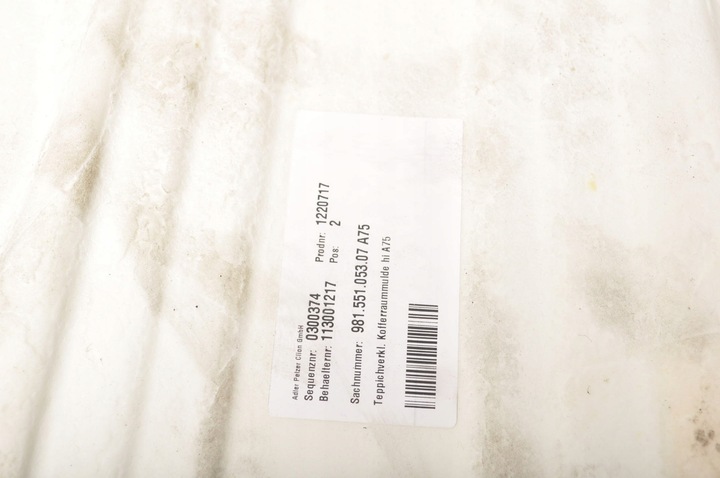 Adler Pelzer Clion GmbH
Sequenznr: 0300374 Prodnr: 1220717
Behaelternr: 113001217 Pos: 2
Sachnummer: 981.551.053.07 A75
Teppichverkl. Kofferraummulde hi A75